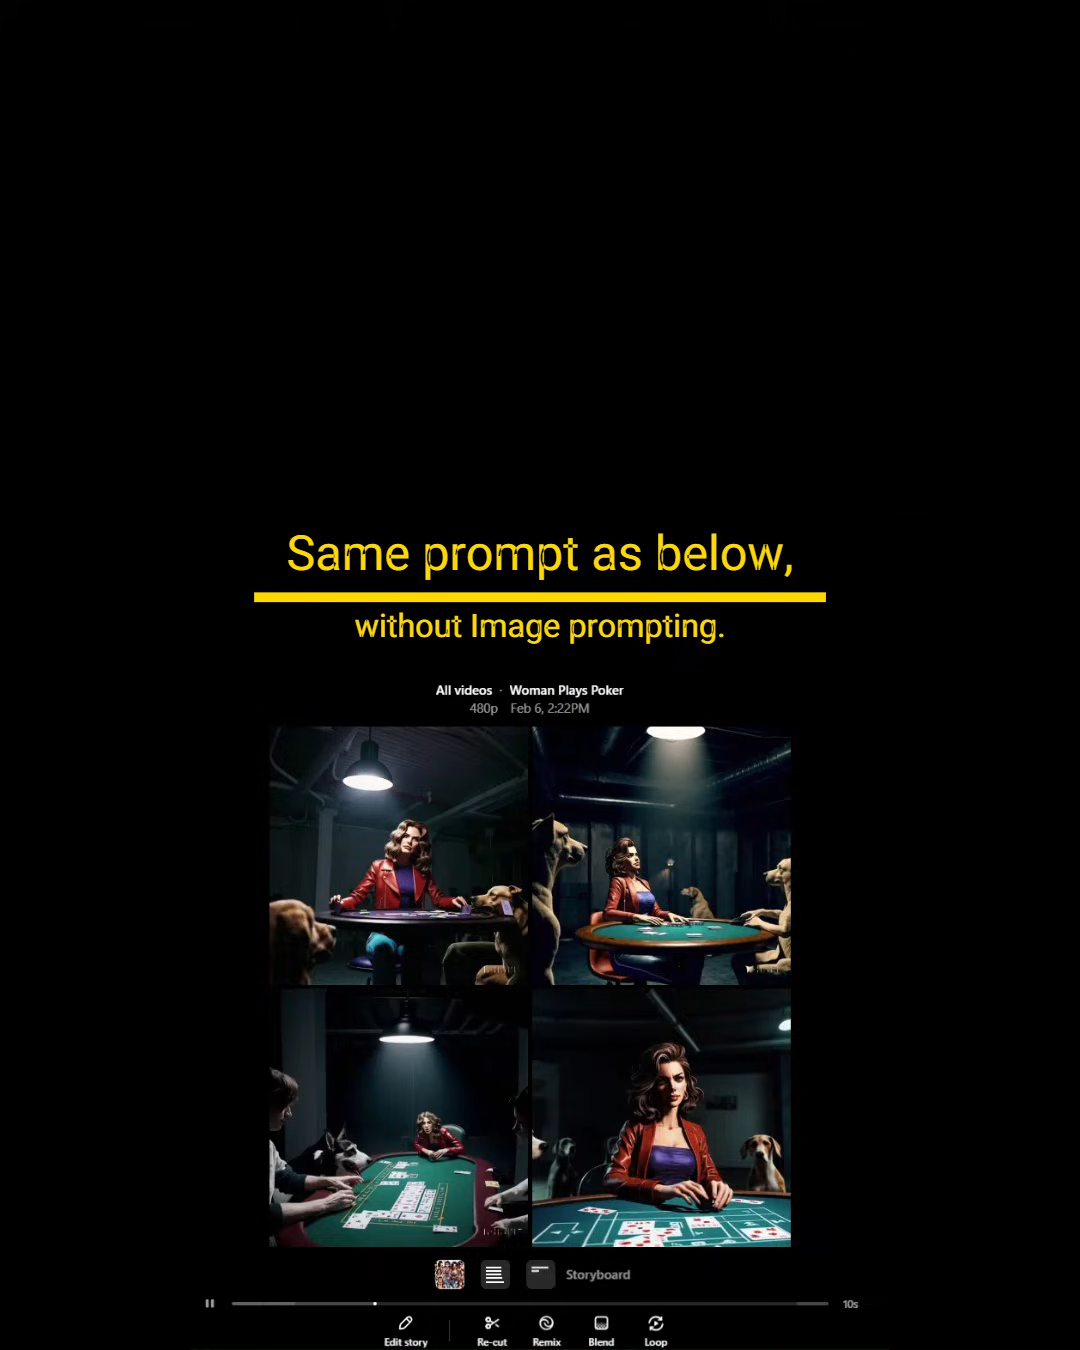 Same prompt as below,
without Image prompting.
All videos · Woman Plays Poker
480p Feb 6, 2:22PM
Storyboard
10s
Edit story Re-cut Remix Blend Loop